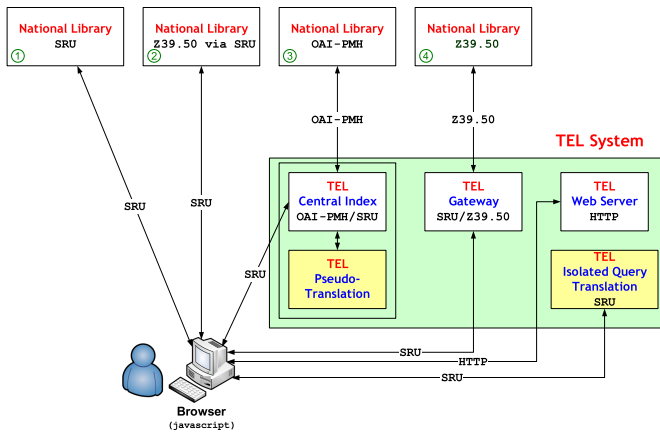 National Library
SRU
1
National Library
Z39.50 via SRU
2
National Library
OAI-PMH
3
National Library
Z39.50
4
OAI-PMH
Z39.50
TEL System
SRU
SRU
SRU
TEL
Central Index
OAI-PMH/SRU
TEL
Gateway
SRU/Z39.50
TEL
Web Server
HTTP
TEL
Pseudo-
Translation
TEL
Isolated Query
Translation
SRU
SRU
HTTP
SRU
Browser
(javascript)